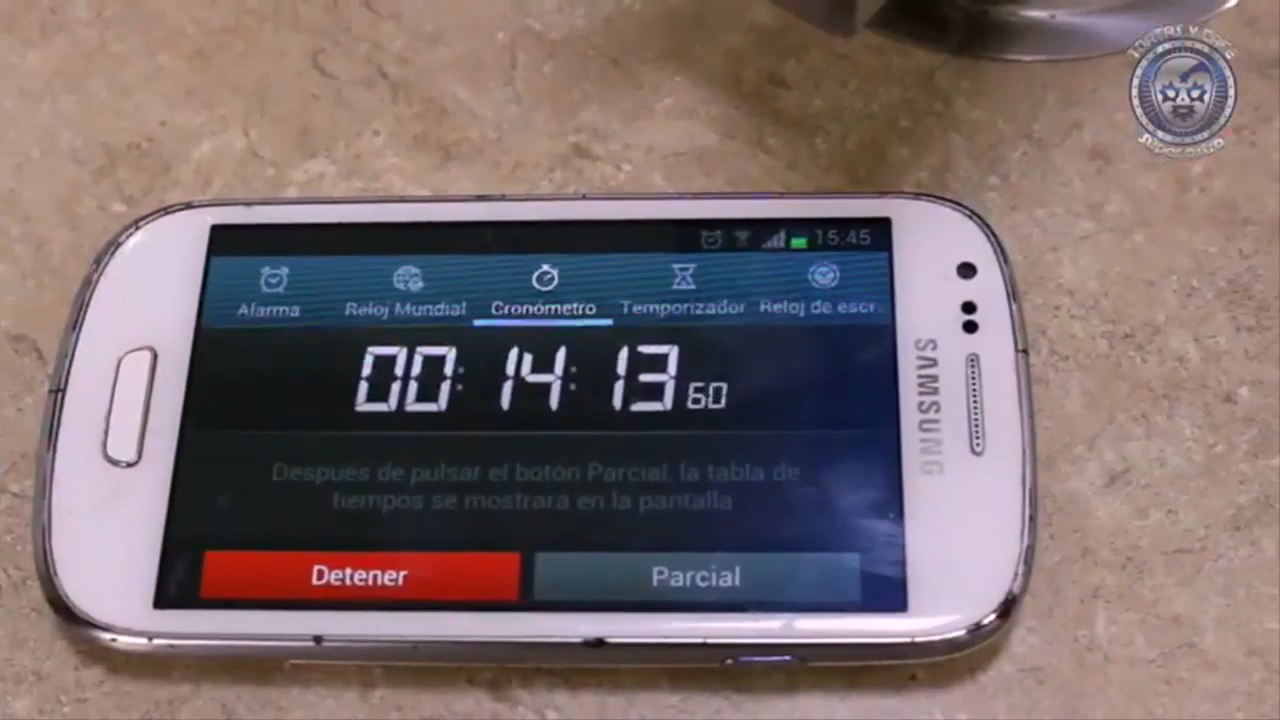 15:45
Alarma
Reloj Mundial
Cronómetro
Temporizador
Reloj de escr.
00:14:13 60
Después de pulsar el botón Parcial, la tabla de
tiempos se mostrará en la pantalla
Detener
Parcial
SAMSUNG